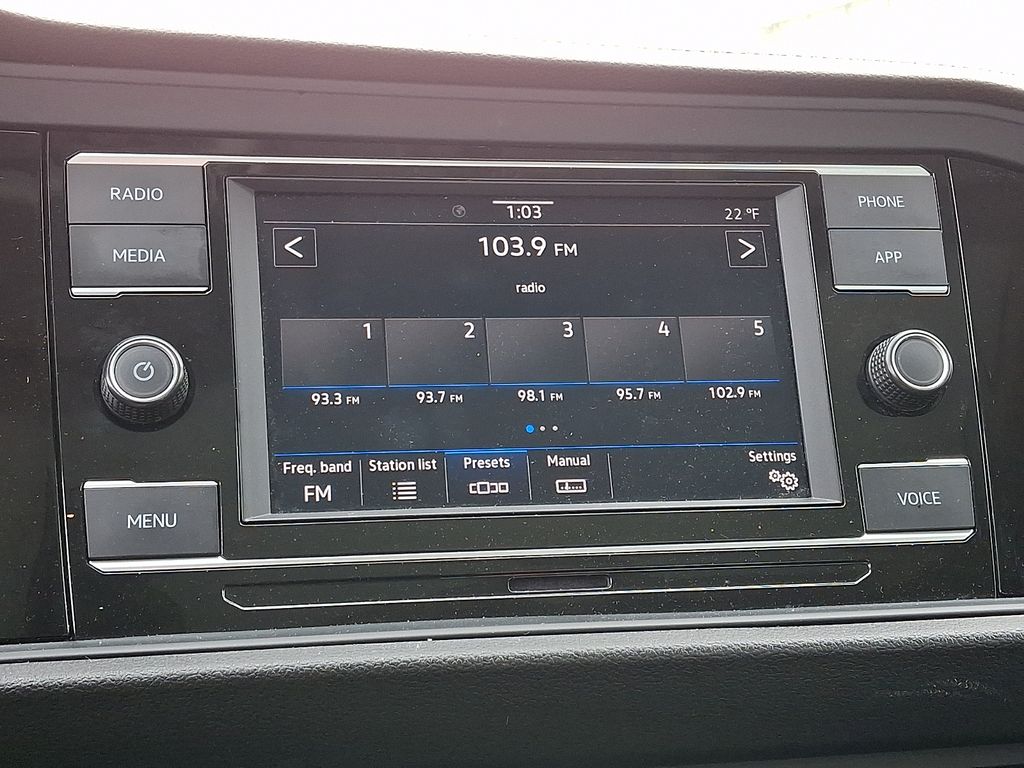 RADIO
MEDIA
MENU
1:03
22 °F
103.9 FM
radio
1 2 3 4 5
93.3 FM 93.7 FM 98.1 FM 95.7 FM 102.9 FM
Freq. band Station list Presets Manual Settings
FM
PHONE
APP
VOICE